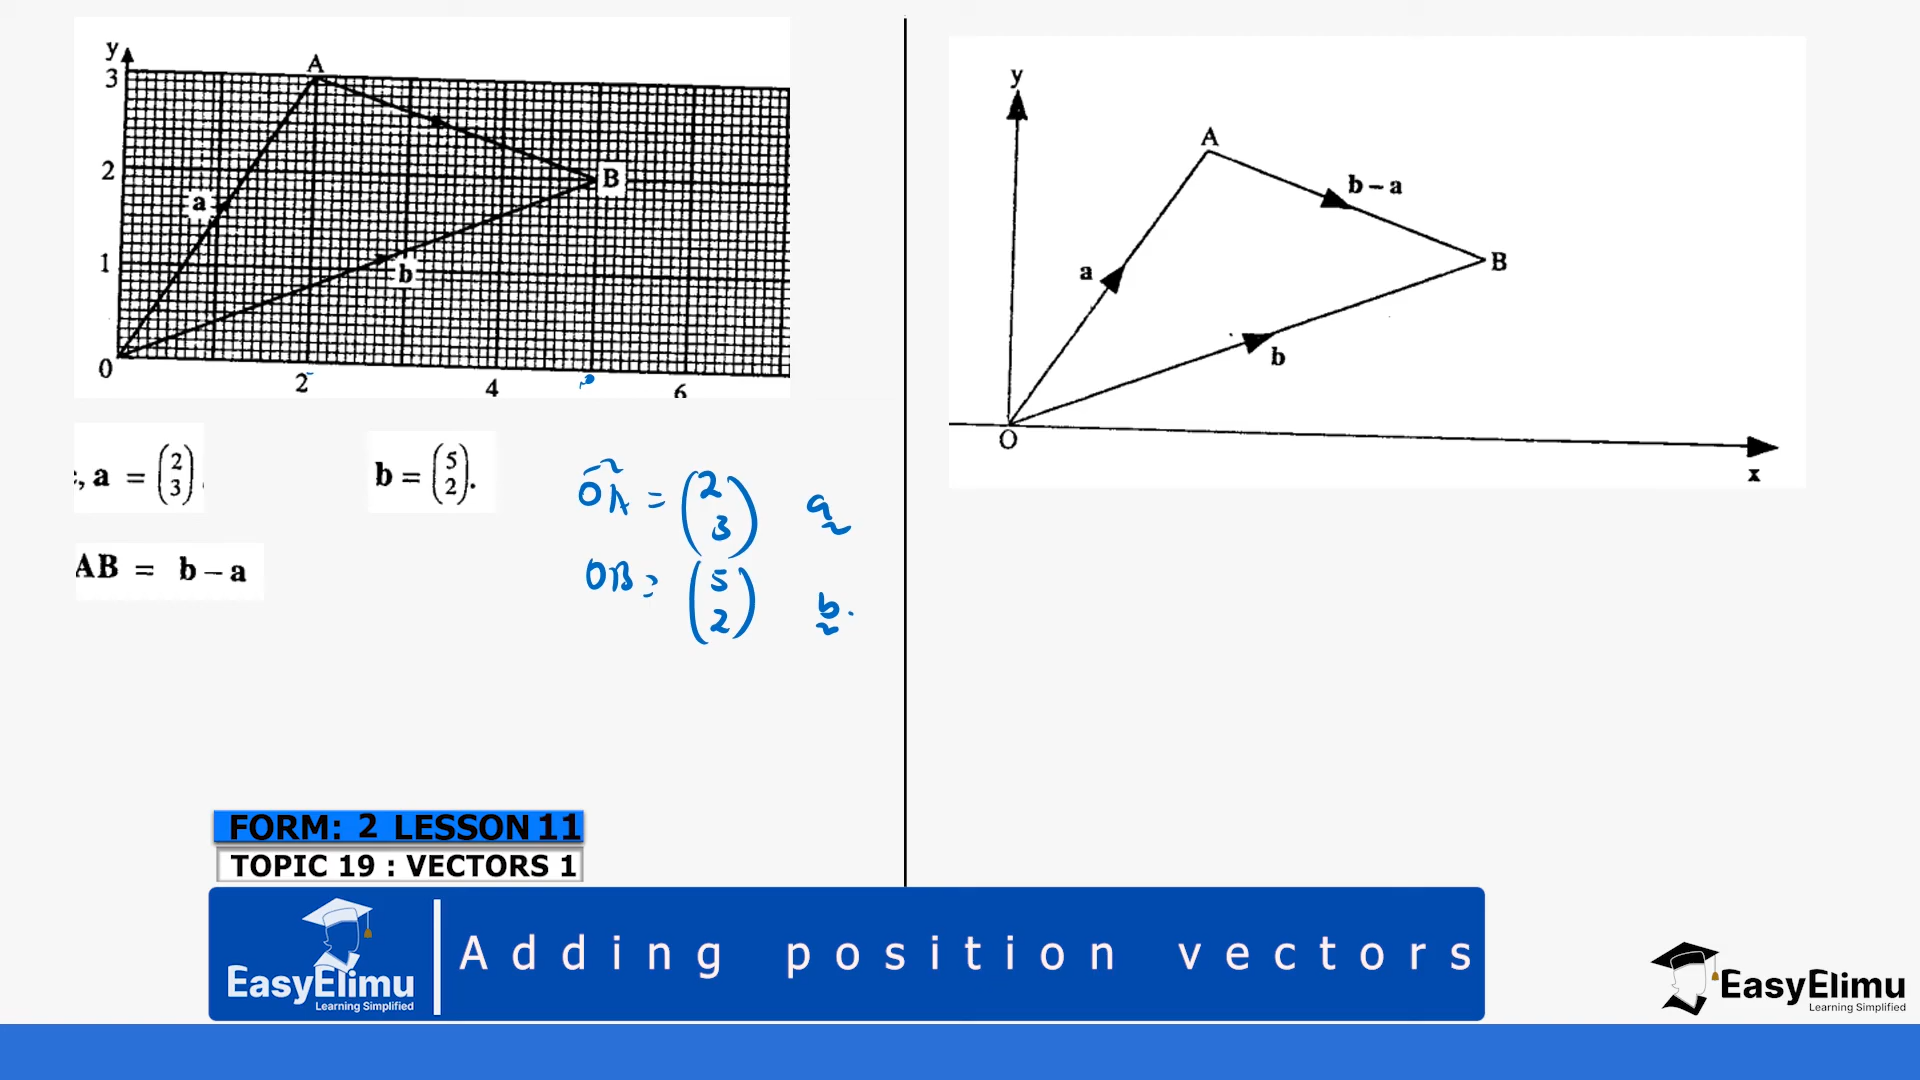 y
3
A
2
B
a
1
b
0
2
4
6
, a = (2 3)
b = (5 2).
AB = b – a
OA = (2 3) a
OB = (5 2) b.
y
A
b – a
a
B
b
O
x
FORM: 2 LESSON 11
TOPIC 19 : VECTORS 1
EasyElimu
Learning Simplified
Adding position vectors
EasyElimu
Learning Simplified